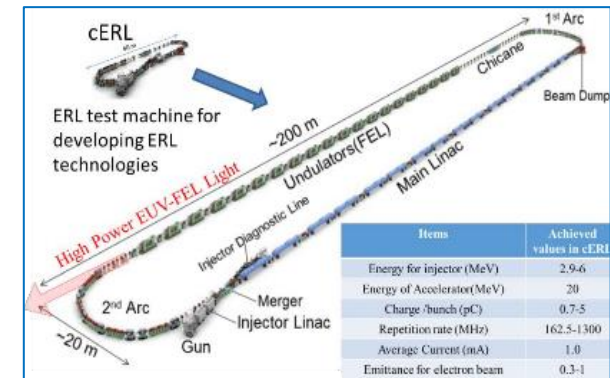 cERL
ERL test machine for
developing ERL
technologies
1st Arc
Chicane
Beam Dump
~200 m
Undulators(FEL)
Main Linac
High Power EUV-FEL Light
Injector Diagnostic Line
2nd Arc
Merger
Injector Linac
Gun
~20 m
Items Achieved
values in cERL
Energy for injector (MeV) 2.9-6
Energy of Accelerator(MeV) 20
Charge /bunch (pC) 0.7-5
Repetition rate (MHz) 162.5-1300
Average Current (mA) 1.0
Emittance for electron beam 0.3-1